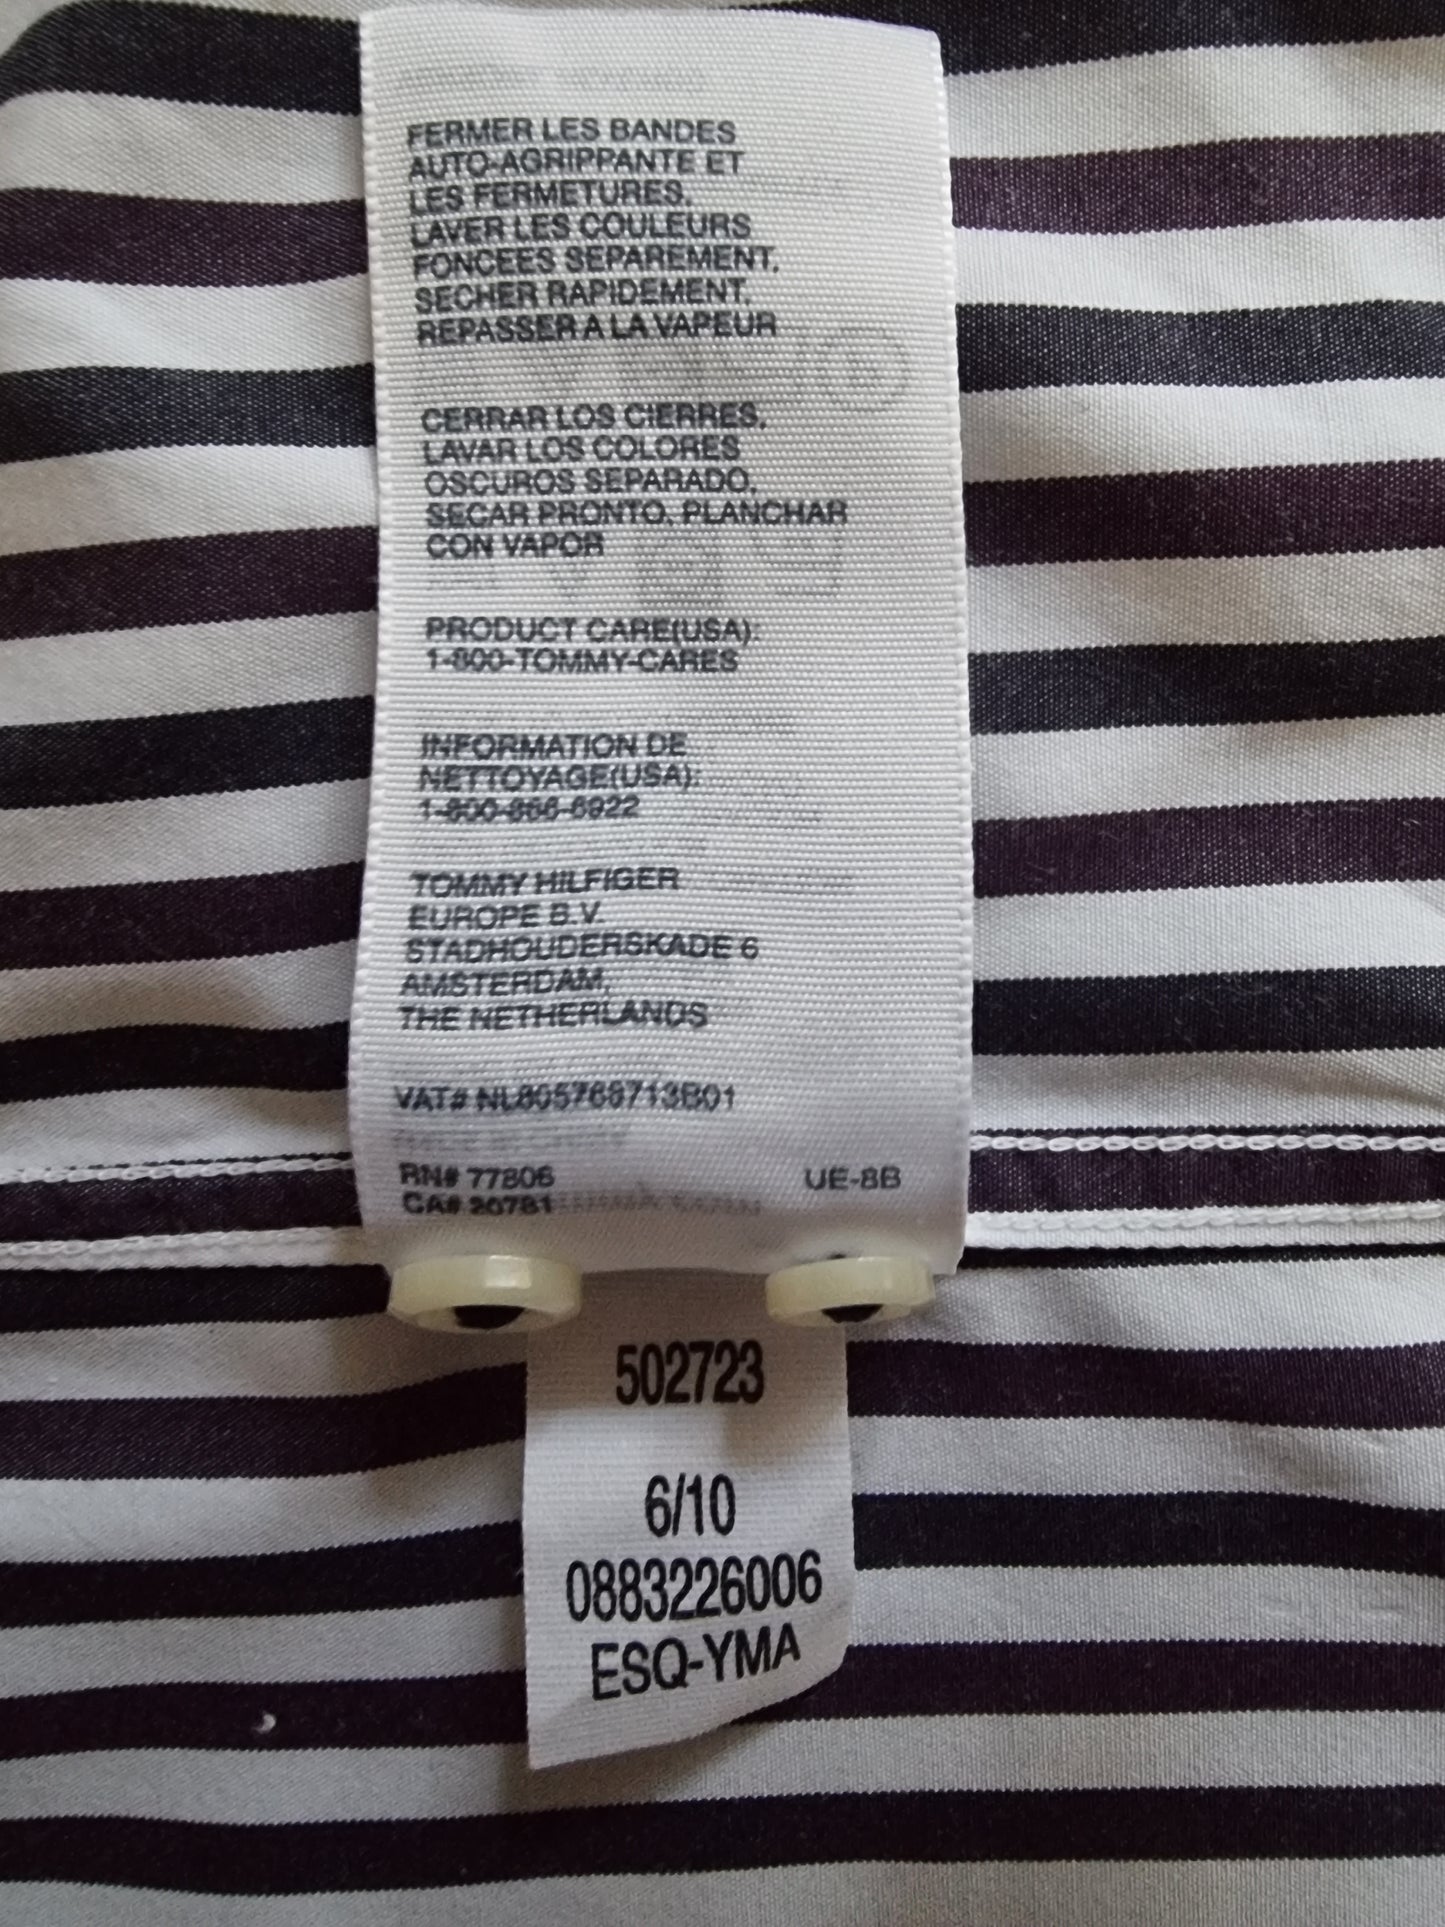 FERMER LES BANDES
AUTO-AGRIPPANTE ET
LES FERMETURES,
LAVER LES COULEURS
FONCEES SEPAREMENT,
SECHER RAPIDEMENT,
REPASSER A LA VAPEUR
CERRAR LOS CIERRES,
LAVAR LOS COLORES
OSCUROS SEPARADO,
SECAR PRONTO, PLANCHAR
CON VAPOR
PRODUCT CARE(USA):
1-800-TOMMY-CARES
INFORMATION DE
NETTOYAGE(USA):
1-800-866-6922
TOMMY HILFIGER
EUROPE B.V.
STADHOUDERSKADE 6
AMSTERDAM,
THE NETHERLANDS
VAT# NL805768713B01
RN# 77806 UE-8B
CA# 20781
502723
6/10
0883226006
ESQ-YMA